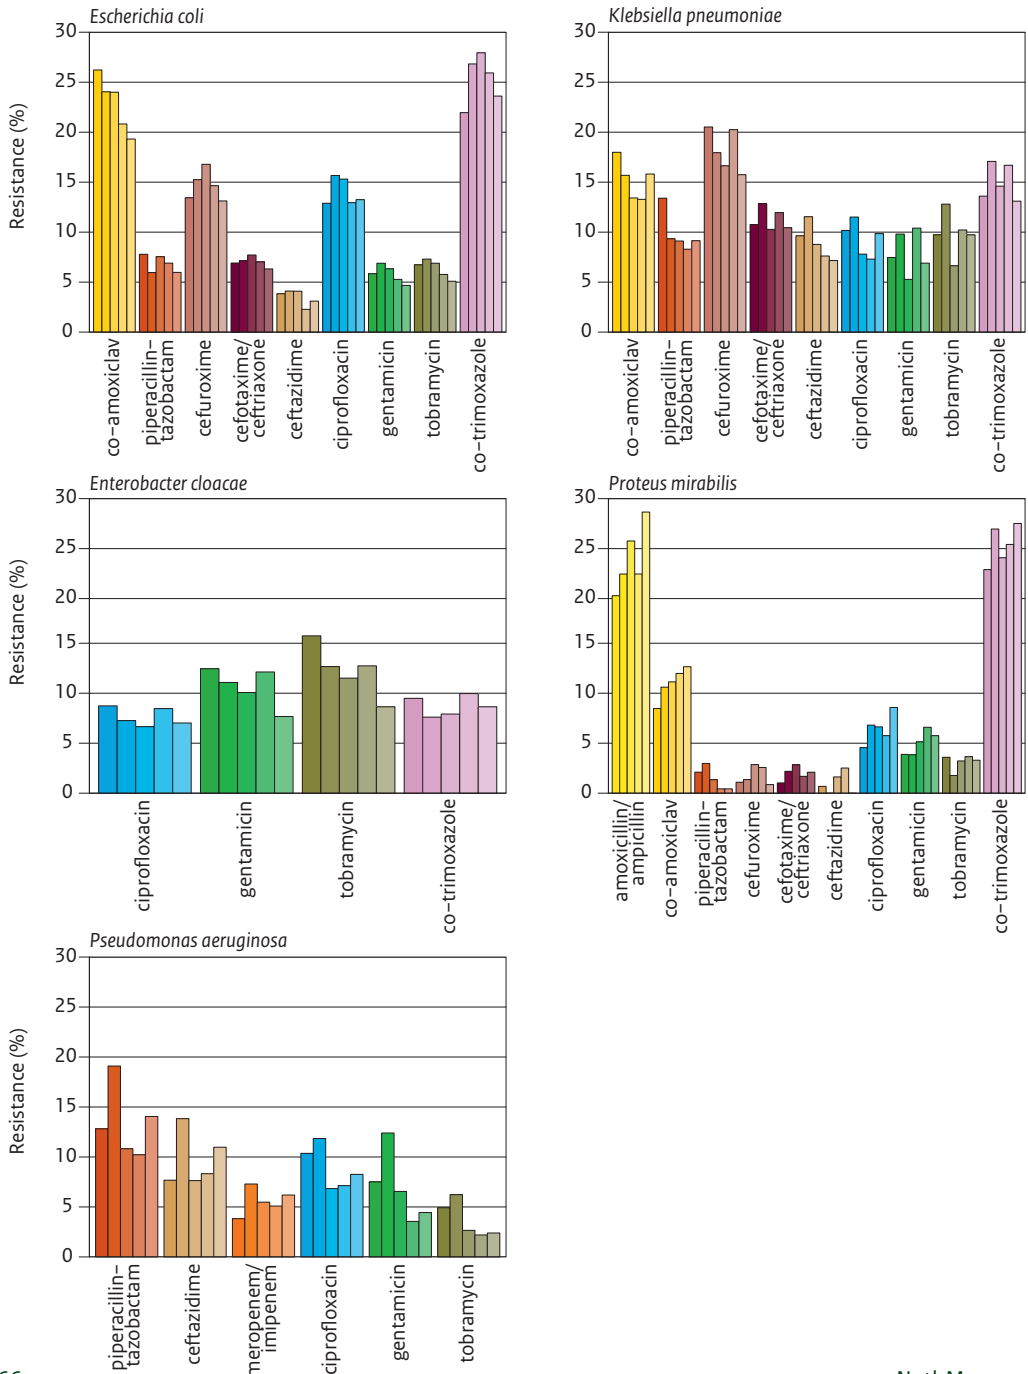 Escherichia coli
30
25
20
15
10
5
0
Resistance (%)
co-amoxiclav
piperacillin-
tazobactam
cefuroxime
cefotaxime/
ceftriaxone
ceftazidime
ciprofloxacin
gentamicin
tobramycin
co-trimoxazole
Klebsiella pneumoniae
30
25
20
15
10
5
0
co-amoxiclav
piperacillin-
tazobactam
cefuroxime
cefotaxime/
ceftriaxone
ceftazidime
ciprofloxacin
gentamicin
tobramycin
co-trimoxazole
Enterobacter cloacae
30
25
20
15
10
5
0
Resistance (%)
ciprofloxacin
gentamicin
tobramycin
co-trimoxazole
Proteus mirabilis
30
25
20
15
10
5
0
amoxicillin/
ampicillin
co-amoxiclav
piperacillin-
tazobactam
cefuroxime
cefotaxime/
ceftriaxone
ceftazidime
ciprofloxacin
gentamicin
tobramycin
co-trimoxazole
Pseudomonas aeruginosa
30
25
20
15
10
5
0
Resistance (%)
piperacillin-
tazobactam
ceftazidime
meropenem/
imipenem
ciprofloxacin
gentamicin
tobramycin